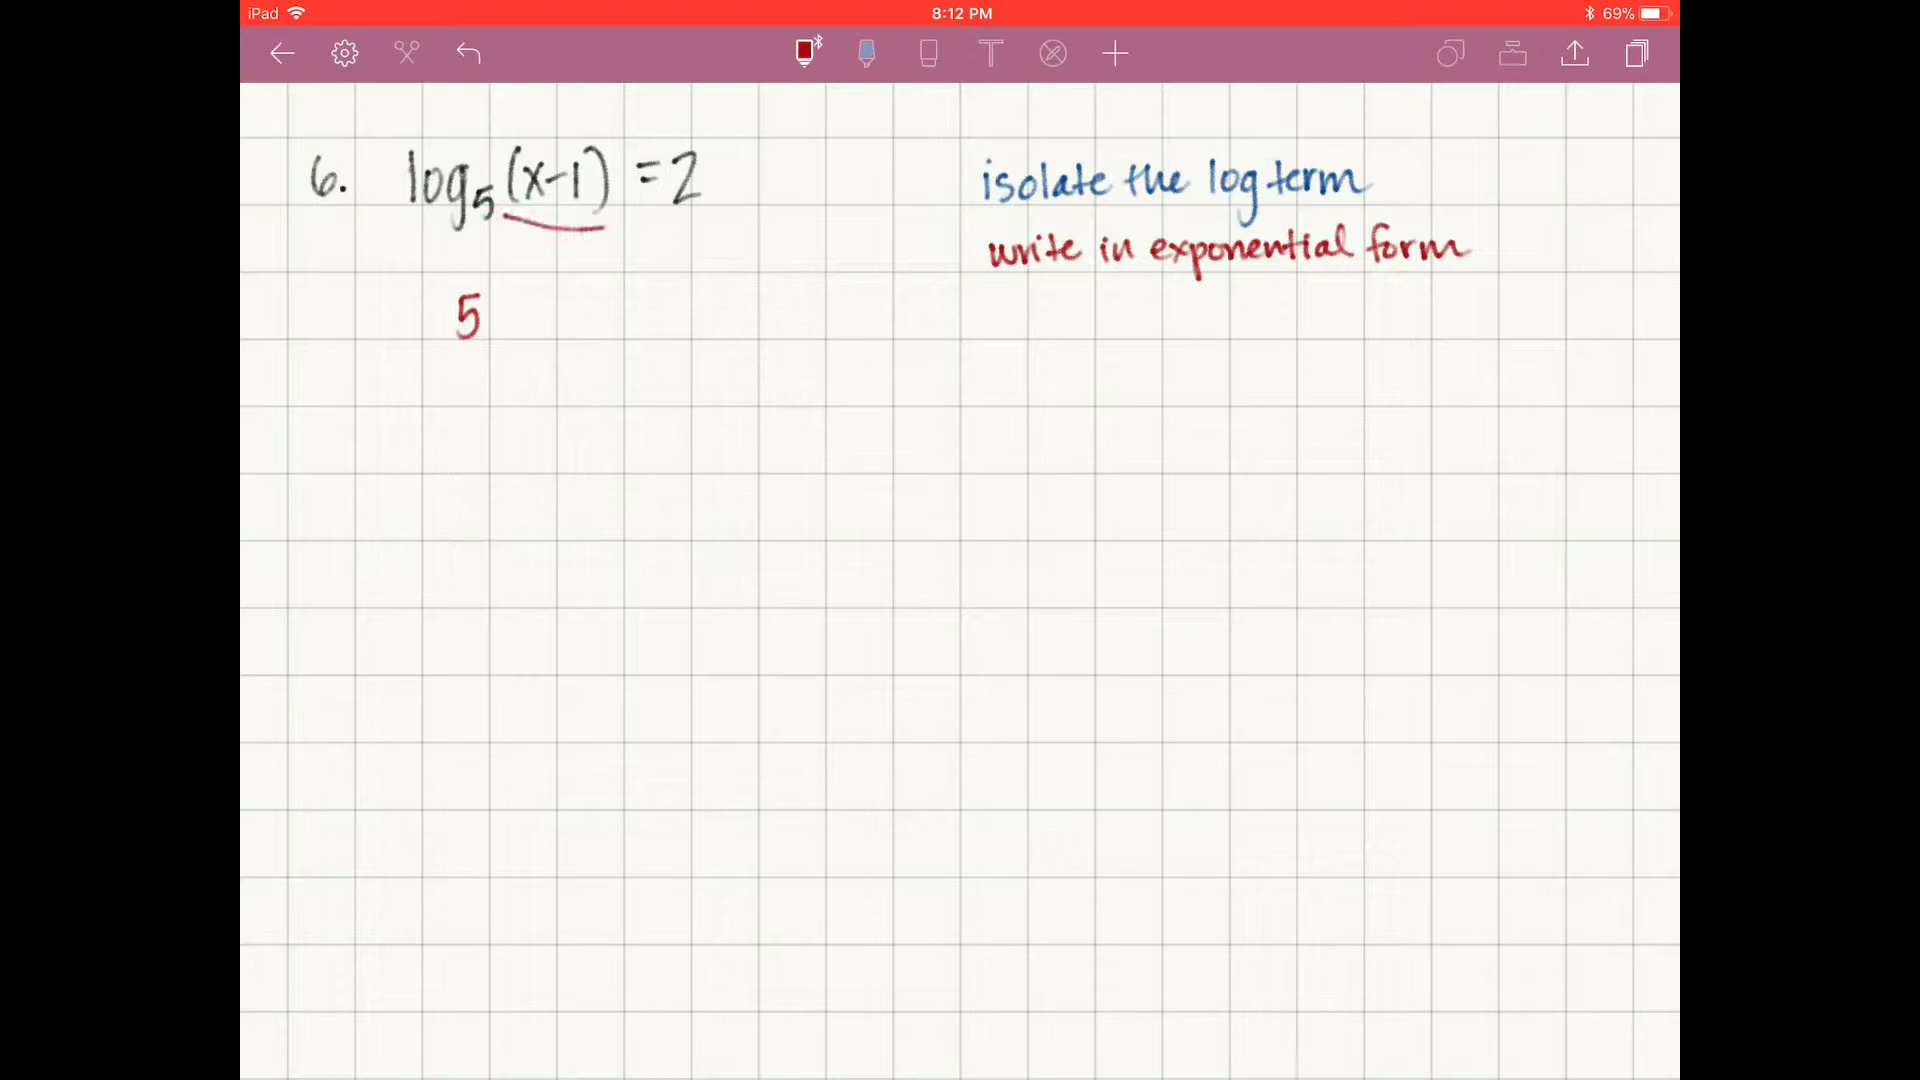 iPad 8:12 PM 69%
T
6. log₅(x-1) = 2
isolate the log term
write in exponential form
5